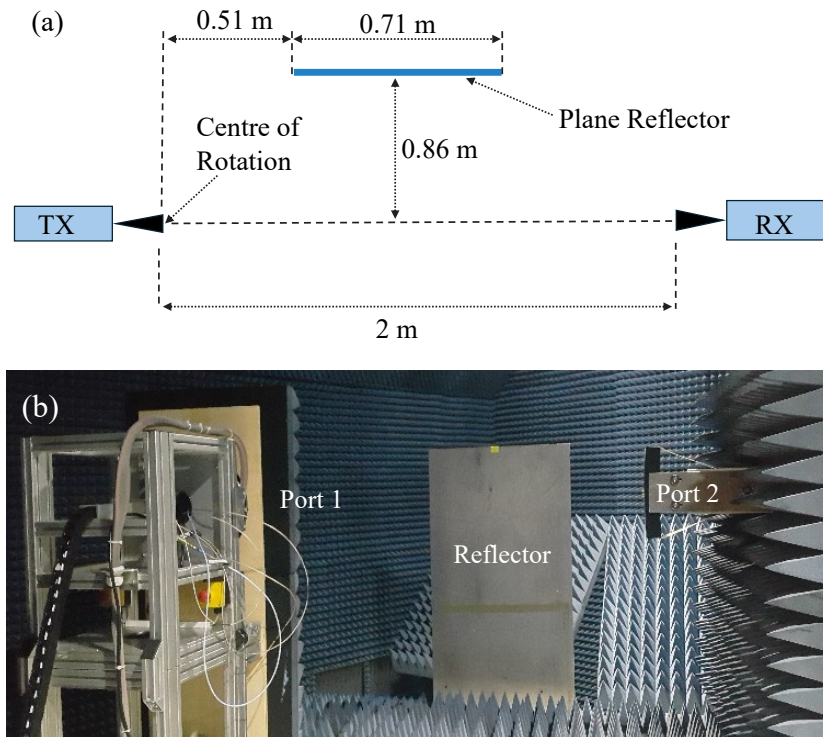 (a)
0.51 m
0.71 m
Centre of
Rotation
0.86 m
Plane Reflector
TX
RX
2 m
(b)
Port 1
Port 2
Reflector